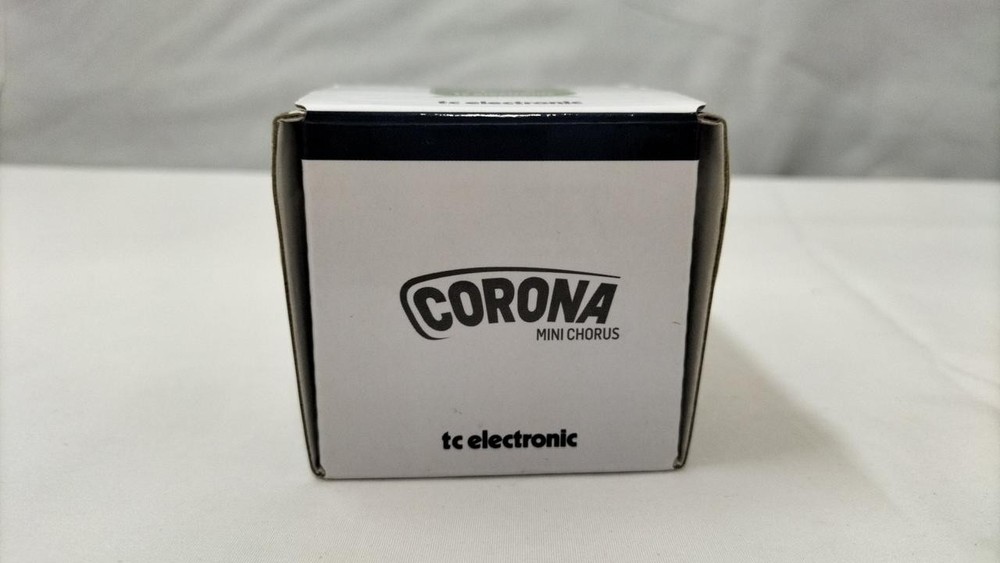 tc electronic
CORONA
MINI CHORUS
tc electronic